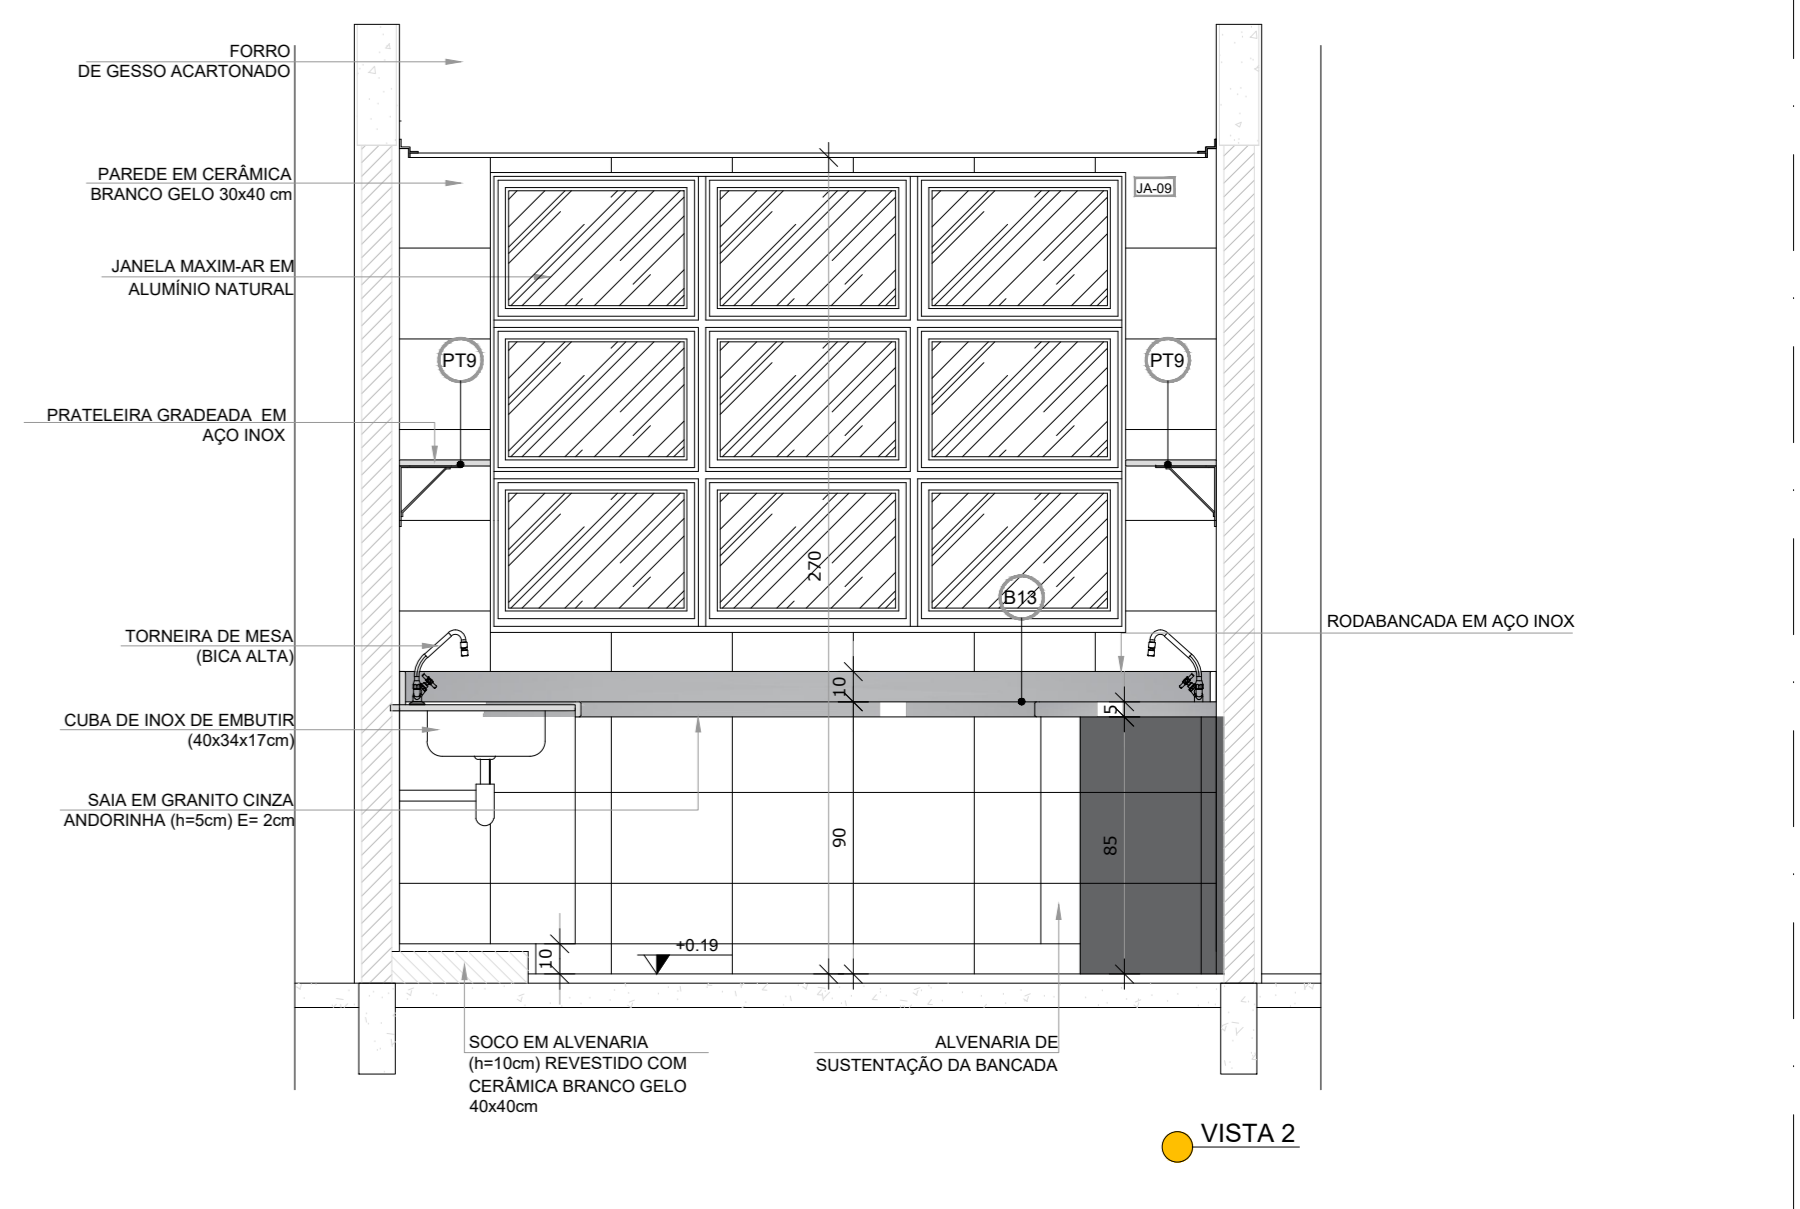 FORRO
DE GESSO ACARTONADO
PAREDE EM CERÂMICA
BRANCO GELO 30x40 cm
JA-09
JANELA MAXIM-AR EM
ALUMÍNIO NATURAL
PT9
PT9
PRATELEIRA GRADEADA EM
AÇO INOX
270
B13
RODABANCADA EM AÇO INOX
TORNEIRA DE MESA
(BICA ALTA)
10
5
CUBA DE INOX DE EMBUTIR
(40x34x17cm)
SAIA EM GRANITO CINZA
ANDORINHA (h=5cm) E= 2cm
90
85
10
+0.19
SOCO EM ALVENARIA
(h=10cm) REVESTIDO COM
CERÂMICA BRANCO GELO
40x40cm
ALVENARIA DE
SUSTENTAÇÃO DA BANCADA
VISTA 2